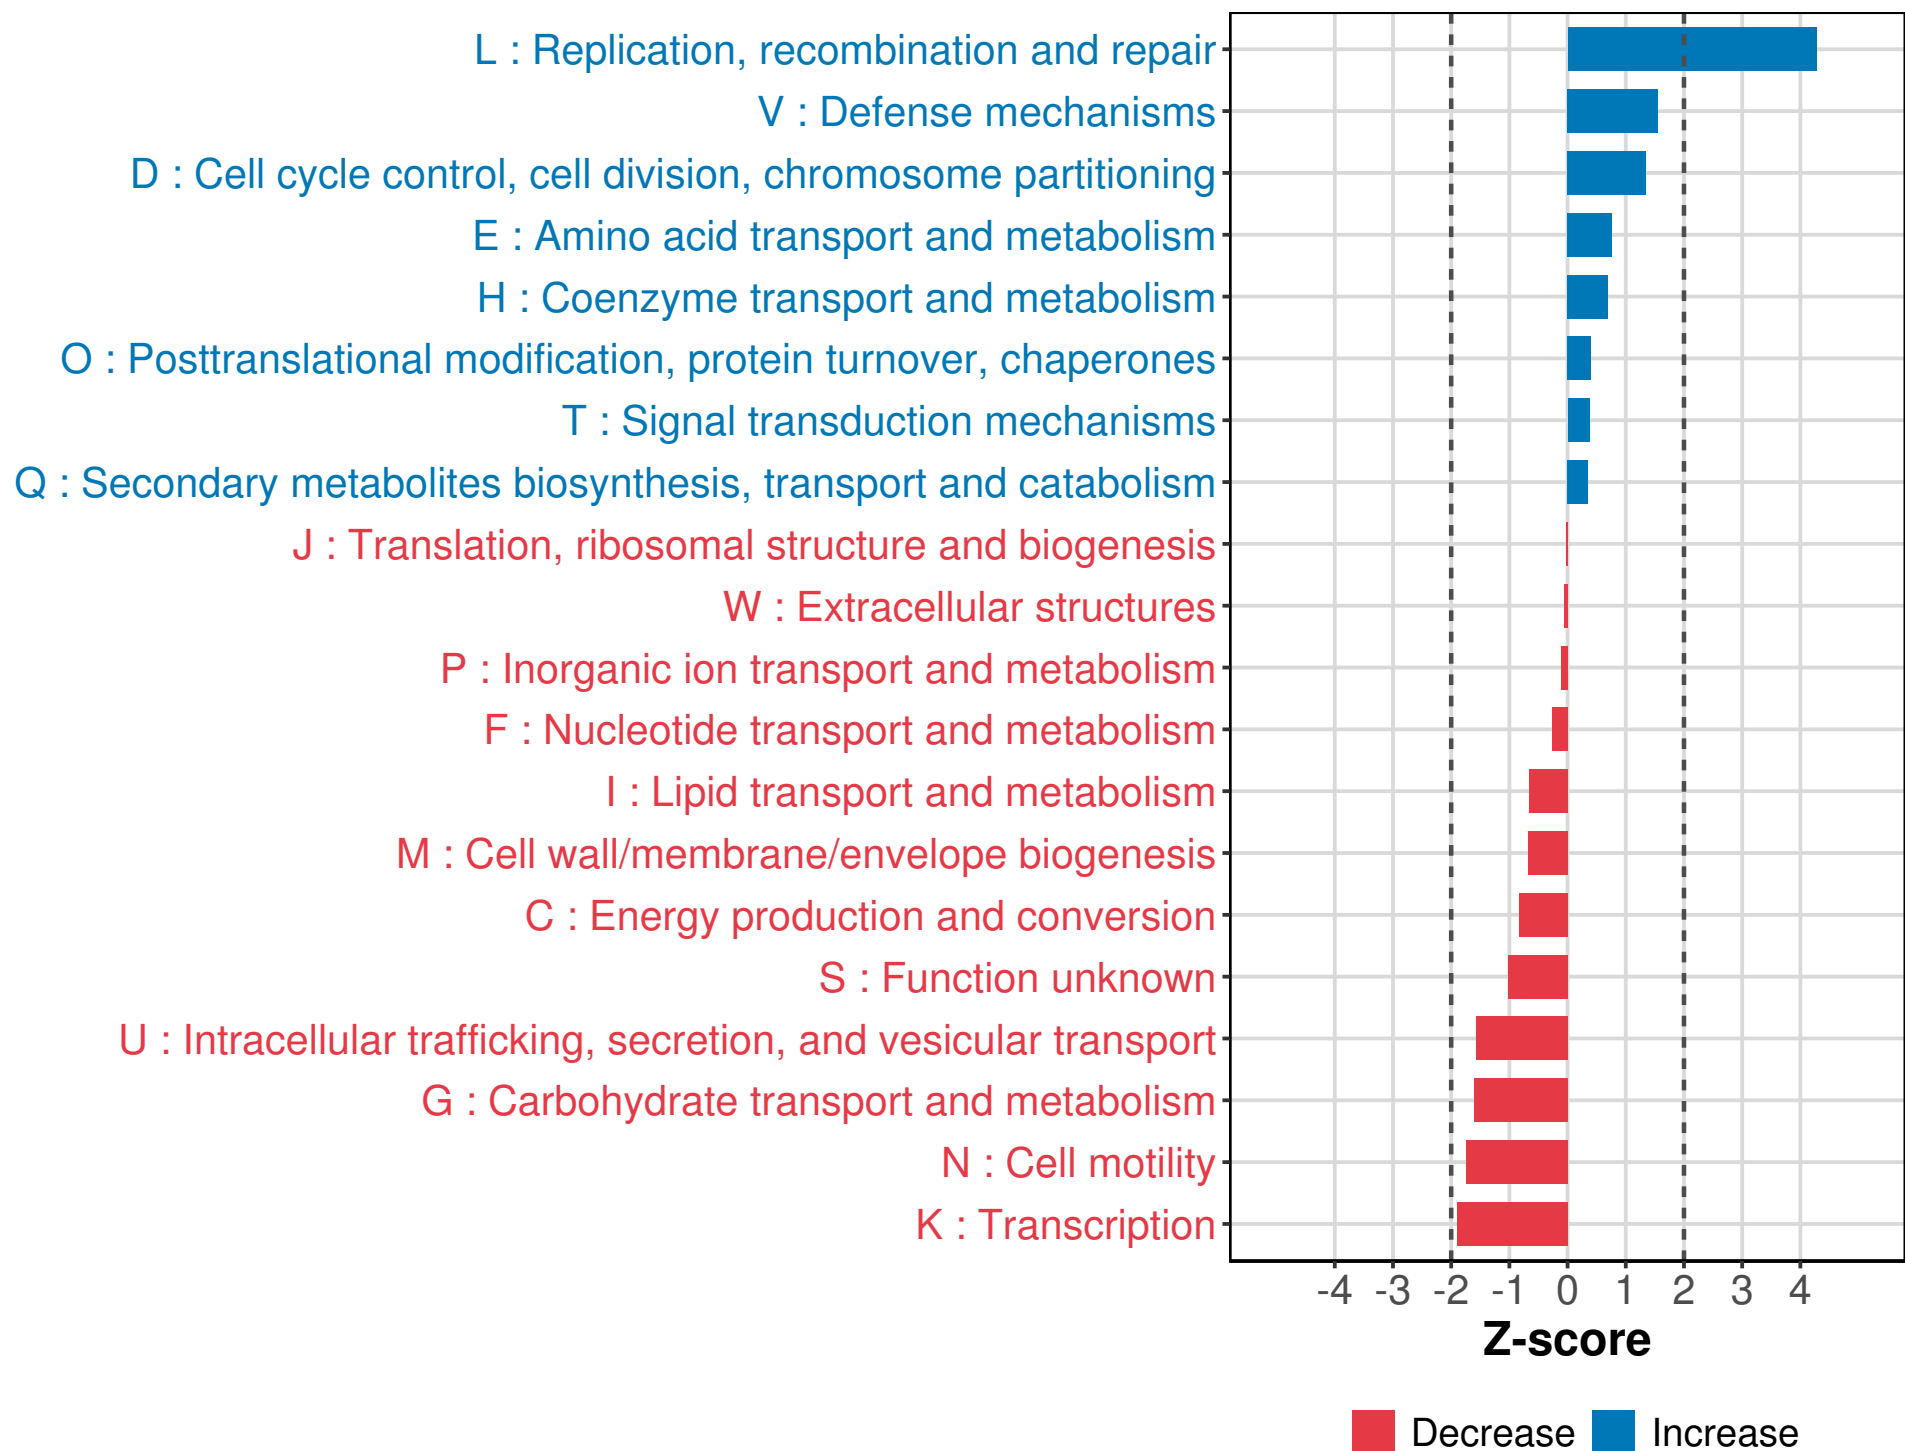 L : Replication, recombination and repair
V : Defense mechanisms
D : Cell cycle control, cell division, chromosome partitioning
E : Amino acid transport and metabolism
H : Coenzyme transport and metabolism
O : Posttranslational modification, protein turnover, chaperones
T : Signal transduction mechanisms
Q : Secondary metabolites biosynthesis, transport and catabolism
J : Translation, ribosomal structure and biogenesis
W : Extracellular structures
P : Inorganic ion transport and metabolism
F : Nucleotide transport and metabolism
I : Lipid transport and metabolism
M : Cell wall/membrane/envelope biogenesis
C : Energy production and conversion
S : Function unknown
U : Intracellular trafficking, secretion, and vesicular transport
G : Carbohydrate transport and metabolism
N : Cell motility
K : Transcription
-4 -3 -2 -1 0 1 2 3 4
Z-score
Decrease Increase